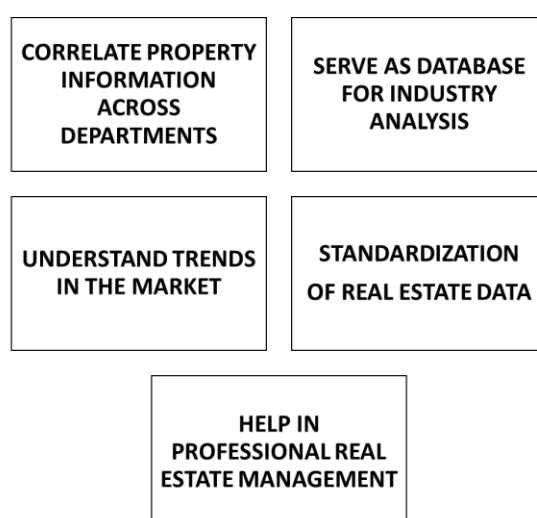 CORRELATE PROPERTY
INFORMATION
ACROSS
DEPARTMENTS
SERVE AS DATABASE
FOR INDUSTRY
ANALYSIS
UNDERSTAND TRENDS
IN THE MARKET
STANDARDIZATION
OF REAL ESTATE DATA
HELP IN
PROFESSIONAL REAL
ESTATE MANAGEMENT